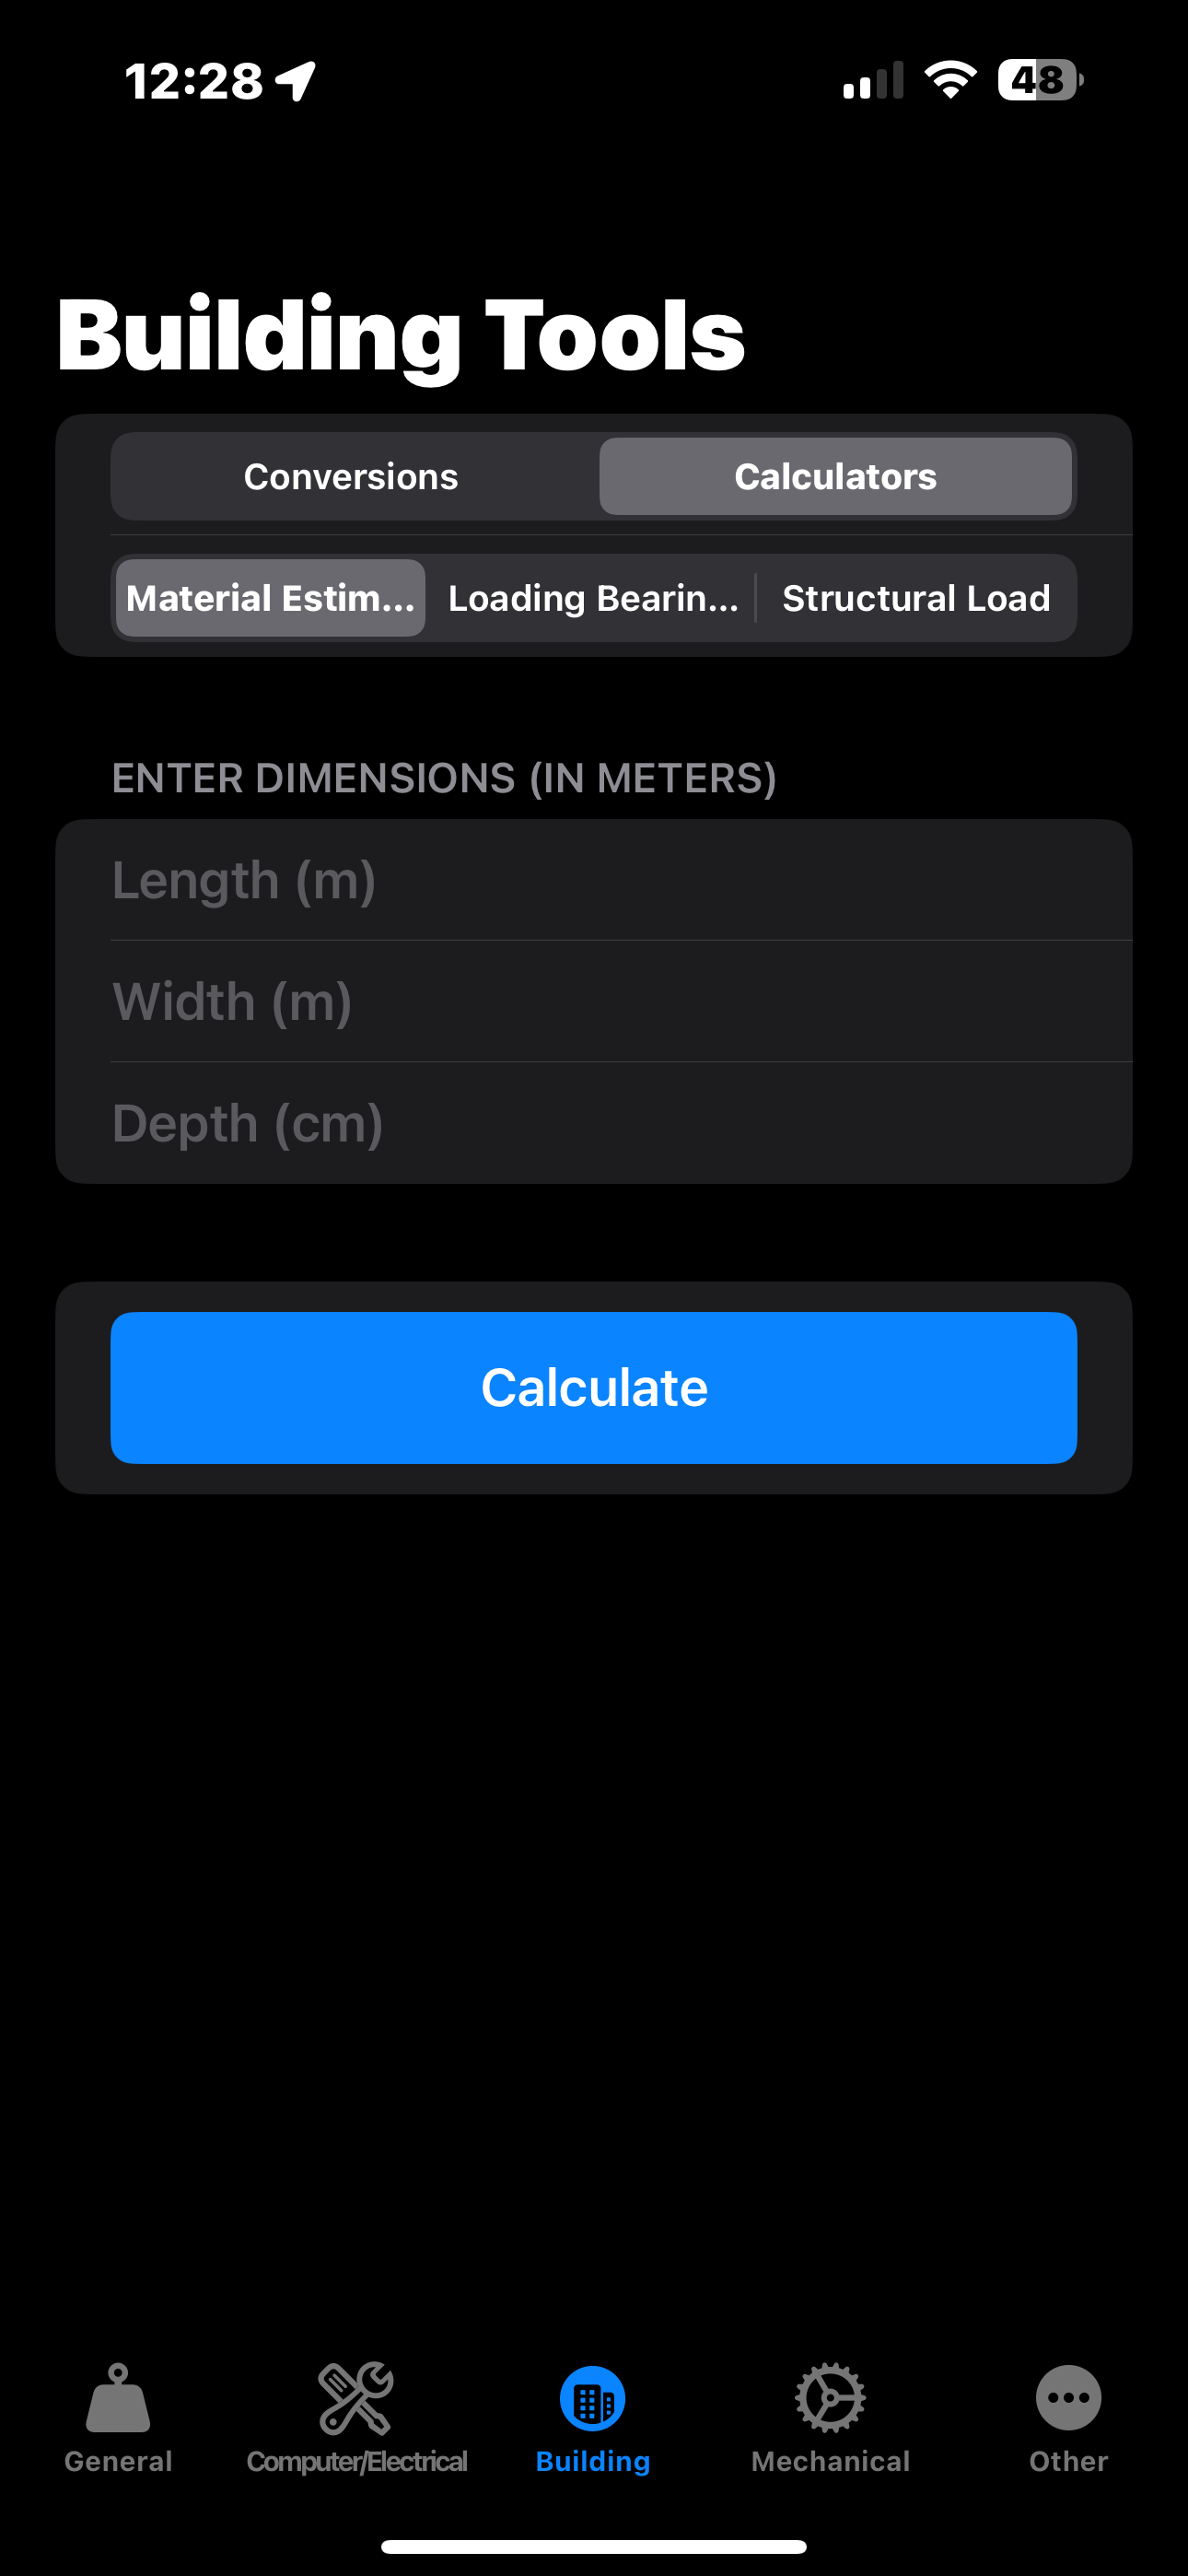 12:28
48
Building Tools
Conversions
Calculators
Material Estim...
Loading Bearin...
Structural Load
ENTER DIMENSIONS (IN METERS)
Length (m)
Width (m)
Depth (cm)
Calculate
General
Computer/Electrical
Building
Mechanical
Other